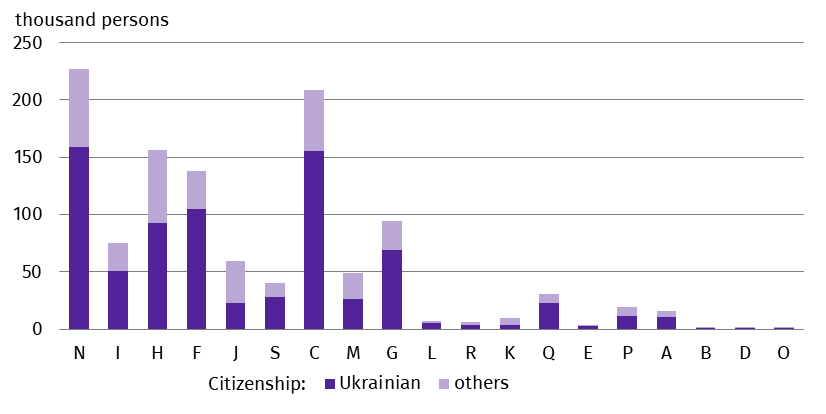 thousand persons
250
200
150
100
50
0
N I H F J S C M G L R K Q E P A B D O
Citizenship: Ukrainian others